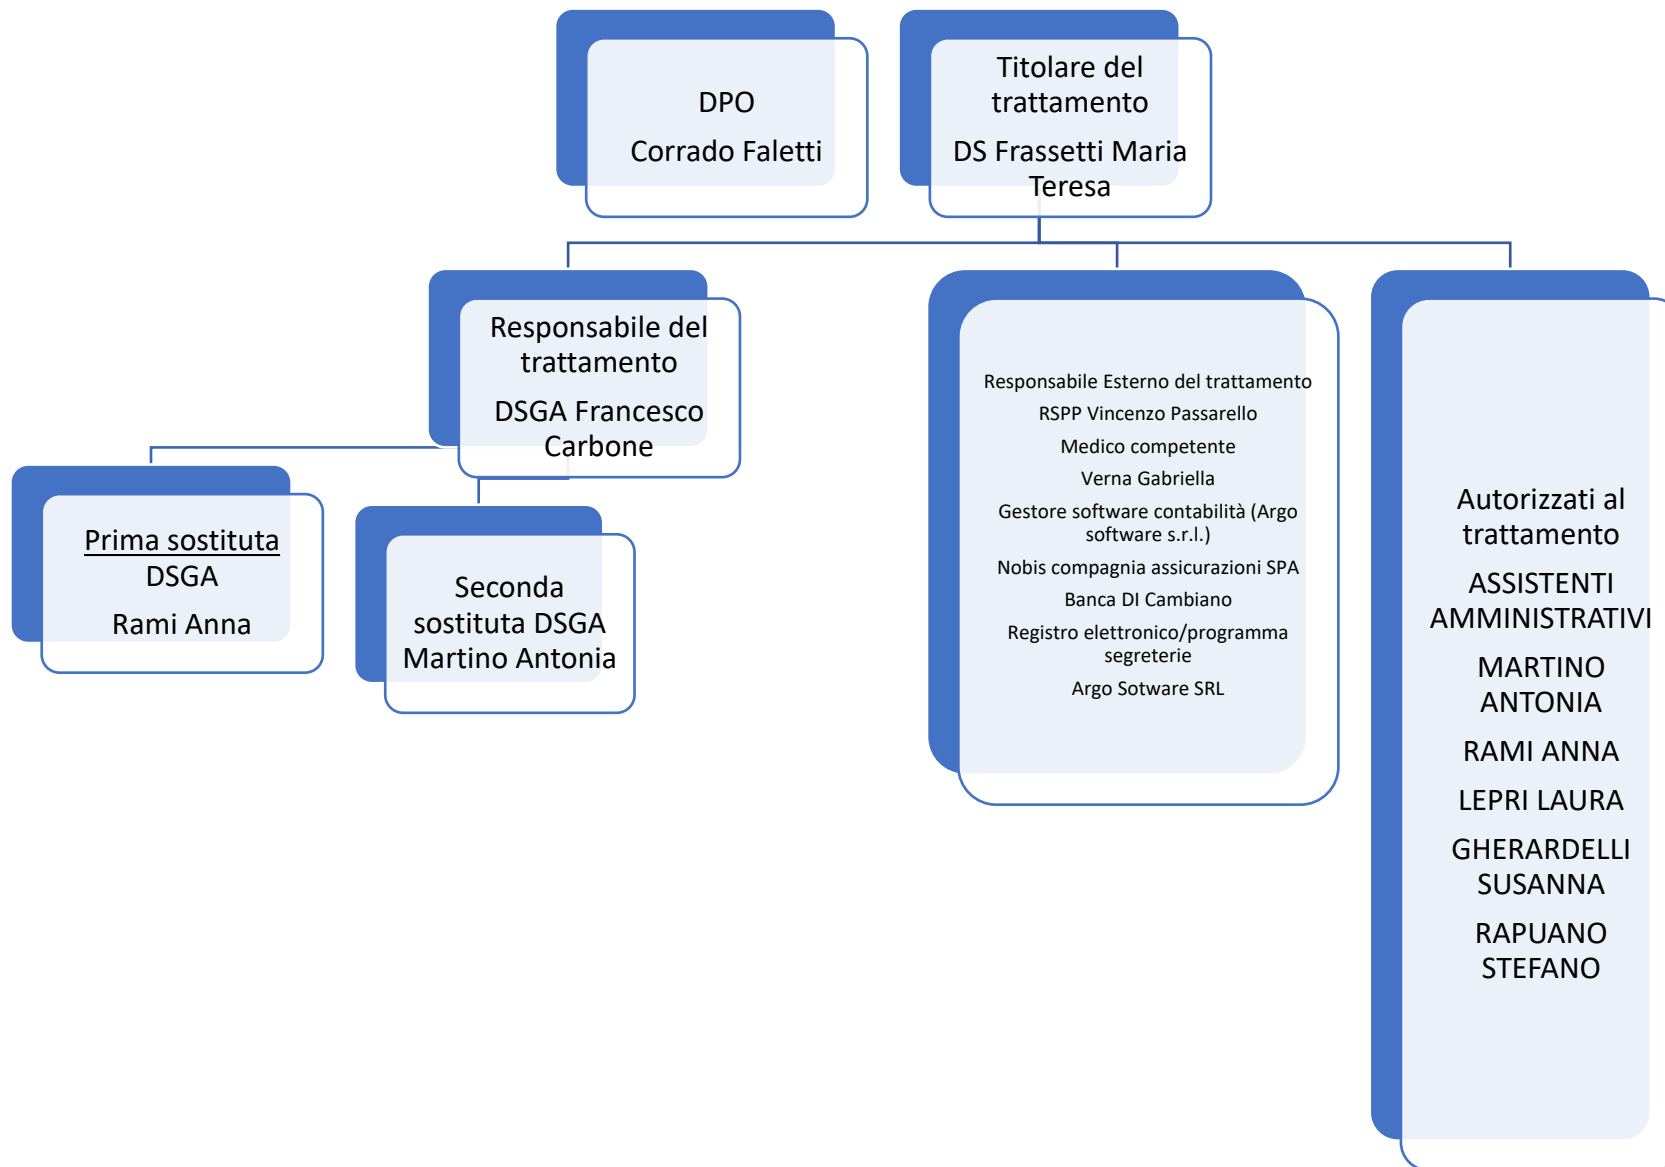 DPO
Corrado Faletti
Titolare del
trattamento
DS Frassetti Maria
Teresa
Responsabile del
trattamento
DSGA Francesco
Carbone
Prima sostituta
DSGA
Rami Anna
Seconda
sostituta DSGA
Martino Antonia
Responsabile Esterno del trattamento
RSPP Vincenzo Passarello
Medico competente
Verna Gabriella
Gestore software contabilità (Argo
software s.r.l.)
Nobis compagnia assicurazioni SPA
Banca DI Cambiano
Registro elettronico/programma
segreterie
Argo Sotware SRL
Autorizzati al
trattamento
ASSISTENTI
AMMINISTRATIVI
MARTINO
ANTONIA
RAMI ANNA
LEPRI LAURA
GHERARDELLI
SUSANNA
RAPUANO
STEFANO